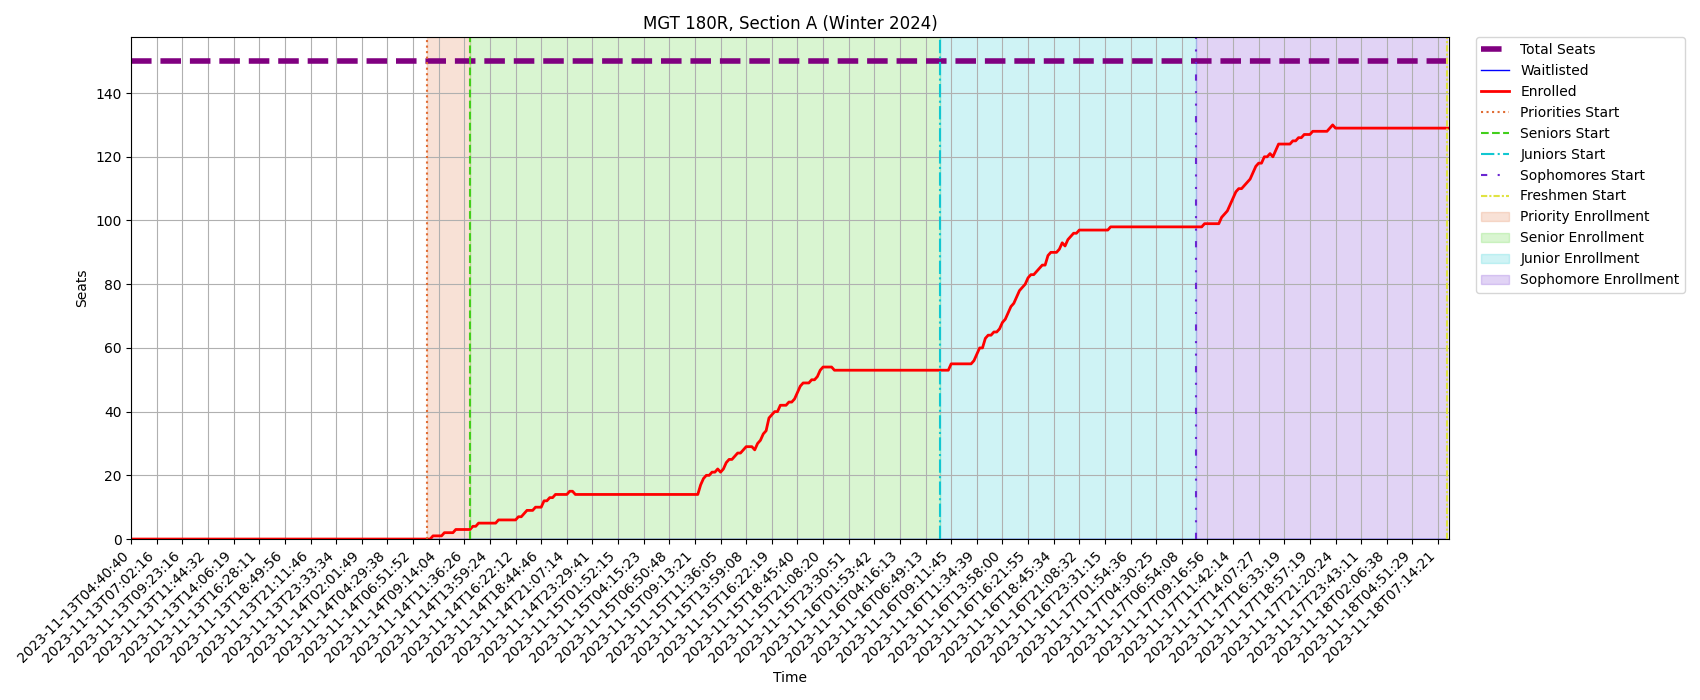 MGT 180R, Section A (Winter 2024)
Total Seats
Waitlisted
Enrolled
Priorities Start
Seniors Start
Juniors Start
Sophomores Start
Freshmen Start
Priority Enrollment
Senior Enrollment
Junior Enrollment
Sophomore Enrollment
Seats
140
120
100
80
60
40
20
0
2023-11-13T04:40:40
2023-11-13T07:02:16
2023-11-13T09:23:16
2023-11-13T11:44:32
2023-11-13T14:06:19
2023-11-13T16:28:11
2023-11-13T18:49:56
2023-11-13T21:11:46
2023-11-13T23:33:34
2023-11-14T02:01:49
2023-11-14T04:29:38
2023-11-14T06:51:52
2023-11-14T09:14:04
2023-11-14T11:36:26
2023-11-14T13:59:24
2023-11-14T16:22:12
2023-11-14T18:44:46
2023-11-14T21:07:14
2023-11-14T23:29:41
2023-11-15T01:52:15
2023-11-15T04:15:23
2023-11-15T06:50:48
2023-11-15T09:13:21
2023-11-15T11:36:05
2023-11-15T13:59:08
2023-11-15T16:22:19
2023-11-15T18:45:40
2023-11-15T21:08:20
2023-11-15T23:30:51
2023-11-16T01:53:42
2023-11-16T04:16:13
2023-11-16T06:49:13
2023-11-16T09:11:45
2023-11-16T11:34:39
2023-11-16T13:58:00
2023-11-16T16:21:55
2023-11-16T18:45:34
2023-11-16T21:08:32
2023-11-16T23:31:15
2023-11-17T01:54:36
2023-11-17T04:30:25
2023-11-17T06:54:08
2023-11-17T09:16:56
2023-11-17T11:42:14
2023-11-17T14:07:27
2023-11-17T16:33:19
2023-11-17T18:57:19
2023-11-17T21:20:24
2023-11-17T23:43:11
2023-11-18T02:06:38
2023-11-18T04:51:29
2023-11-18T07:14:21
Time